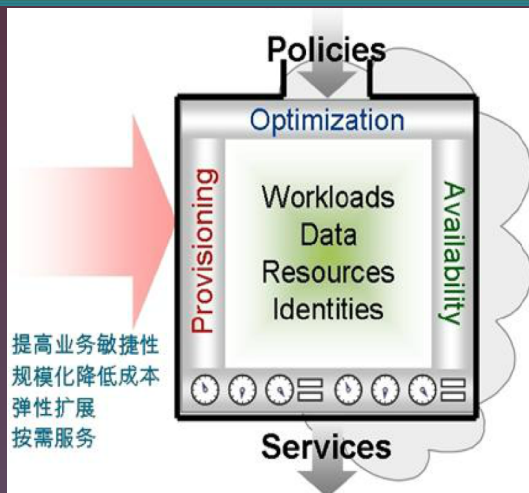 Policies
Optimization
Provisioning
Workloads
Data
Resources
Identities
Availability
提高业务敏捷性
规模化降低成本
弹性扩展
按需服务
Services